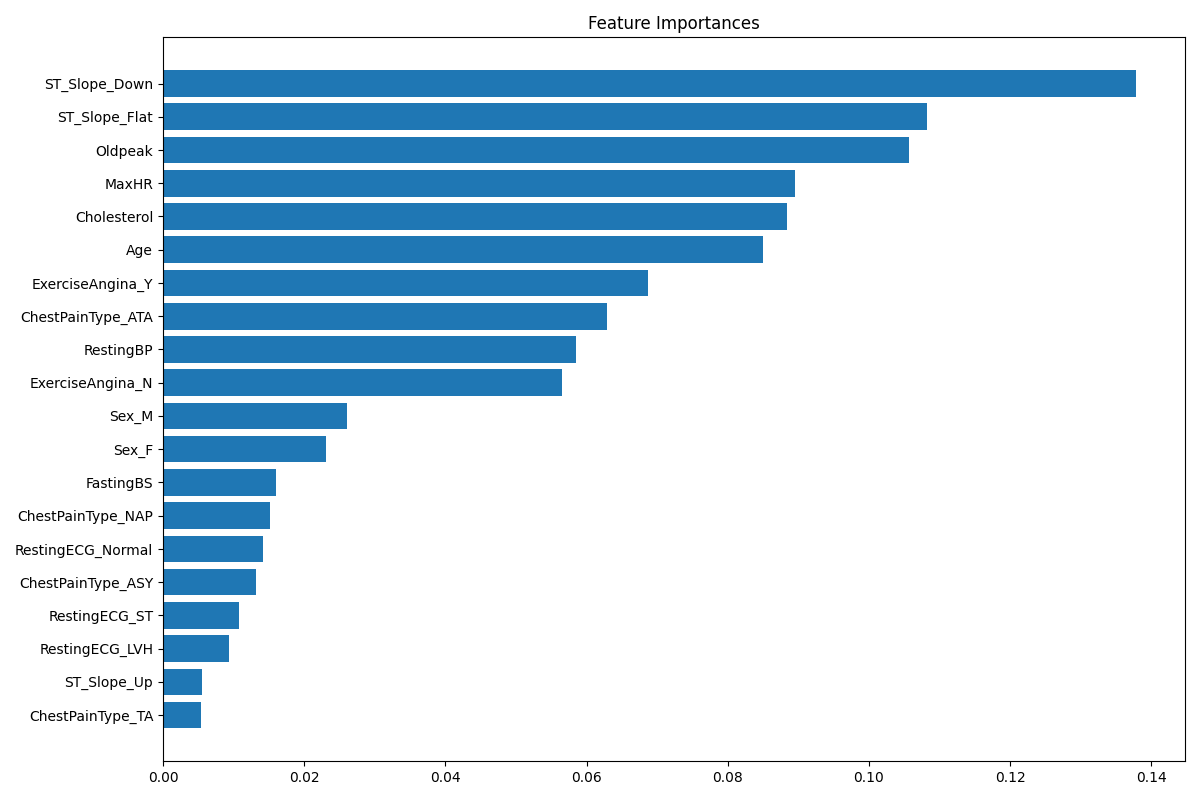 Feature Importances
ST_Slope_Down
ST_Slope_Flat
Oldpeak
MaxHR
Cholesterol
Age
ExerciseAngina_Y
ChestPainType_ATA
RestingBP
ExerciseAngina_N
Sex_M
Sex_F
FastingBS
ChestPainType_NAP
RestingECG_Normal
ChestPainType_ASY
RestingECG_ST
RestingECG_LVH
ST_Slope_Up
ChestPainType_TA
0.00 0.02 0.04 0.06 0.08 0.10 0.12 0.14